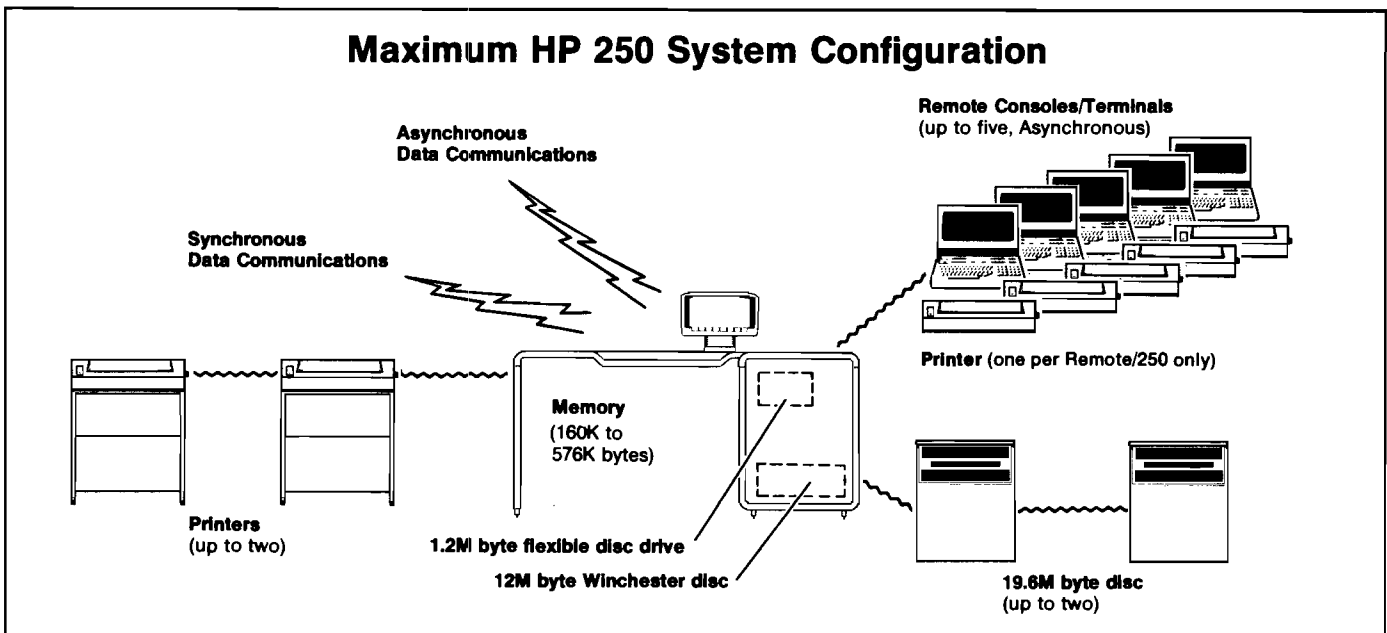 Maximum HP 250 System Configuration
Remote Consoles/Terminals
(up to five, Asynchronous)
Asynchronous
Data Communications
Synchronous
Data Communications
Printer (one per Remote/250 only)
Memory
(160K to
576K bytes)
Printers
(up to two)
1.2M byte flexible disc drive
12M byte Winchester disc
19.6M byte disc
(up to two)